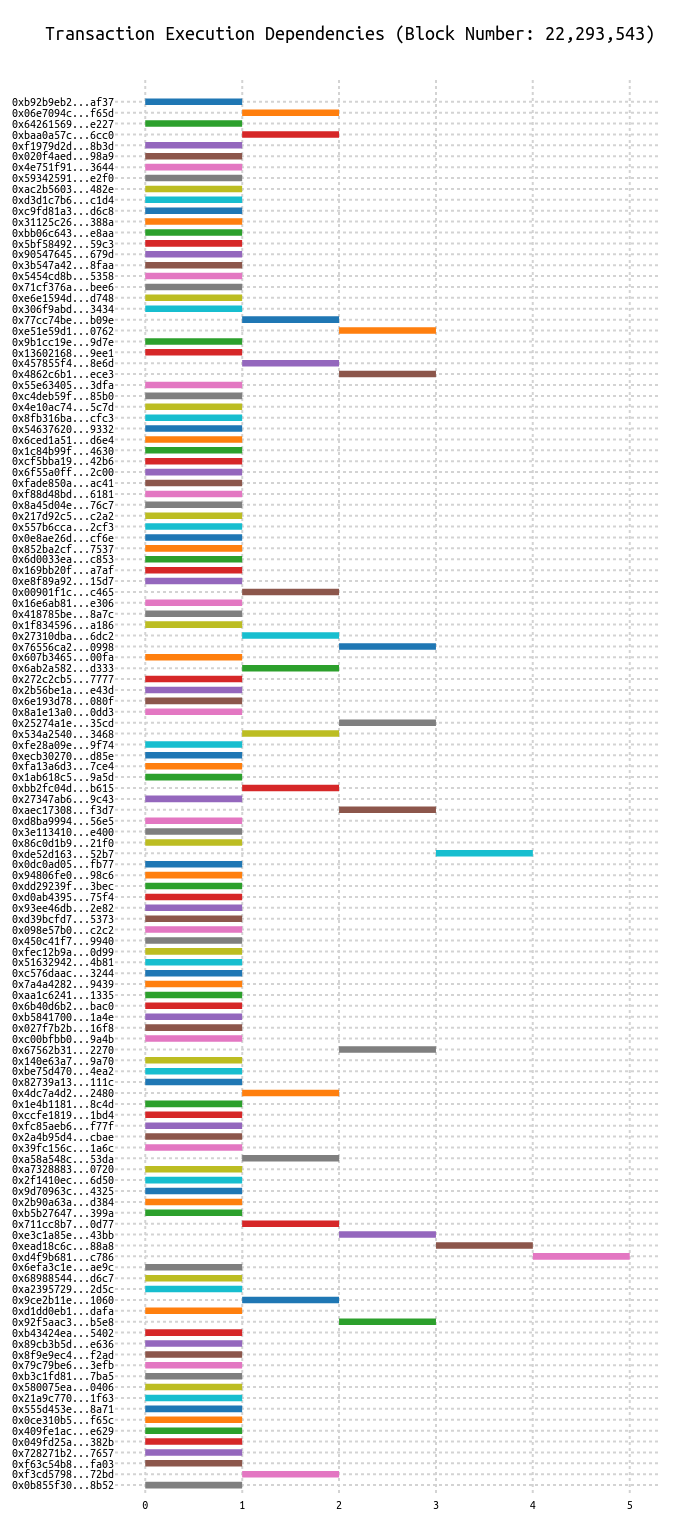 Transaction Execution Dependencies (Block Number: 22,293,543)
0xb92b9eb2...af37
0x06e7094c...f65d
0x64261569...e227
0xbaa0a57c...6cc0
0xf1979d2d...8b3d
0x020f4aed...98a9
0x4e751f91...3644
0x59342591...e2f0
0xac2b5603...482e
0xd3d1c7b6...c1d4
0xc9fd81a3...d6c8
0x31125c26...388a
0xbb06c643...e8aa
0x5bf58492...59c3
0x90547645...679d
0x3b547a42...8faa
0x5454cd8b...5358
0x71cf376a...bee6
0xe6e1594d...d748
0x306f9abd...3434
0x77cc74be...b09e
0xe51e59d1...0762
0x9b1cc19e...9d7e
0x13602168...9ee1
0x457855f4...8e6d
0x4862c6b1...ece3
0x55e63405...3dfa
0xc4deb59f...85b0
0x4e10ac74...5c7d
0x8fb316ba...cfc3
0x54637620...9332
0x6ced1a51...d6e4
0x1c84b99f...4630
0xcf5bba19...42b6
0x6f55a0ff...2c00
0xfade850a...ac41
0xf88d48bd...6181
0x8a45d04e...76c7
0x217d92c5...c2a2
0x557b6cca...2cf3
0x0e8ae26d...cf6e
0x852ba2cf...7537
0x6d0033ea...c853
0x169bb20f...a7af
0xe8f89a92...15d7
0x00901f1c...c465
0x16e6ab81...e306
0x418785be...8a7c
0x1f834596...a186
0x27310dba...6dc2
0x76556ca2...0998
0x607b3465...00fa
0x6ab2a582...d333
0x272c2cb5...7777
0x2b56be1a...e43d
0x6e193d78...080f
0x8a1e13a0...0dd3
0x25274a1e...35cd
0x534a2540...3468
0xfe28a09e...9f74
0xecb30270...d85e
0xfa13a6d3...7ce4
0x1ab618c5...9a5d
0xbb2fc04d...b615
0x27347ab6...9c43
0xaec17308...f3d7
0xd8ba9994...56e5
0x3e113410...e400
0x86c0d1b9...21f0
0xde52d163...52b7
0x0dc0ad05...fb77
0x94806fe0...98c6
0xdd29239f...3bec
0xd0ab4395...75f4
0x93ee46db...2e82
0xd39bcfd7...5373
0x098e57b0...c2c2
0x450c41f7...9940
0xfec12b9a...0d99
0x51632942...4b81
0xc576daac...3244
0x7a4a4282...9439
0xaa1c6241...1335
0x6b40d6b2...bac0
0xb5841700...1a4e
0x027f7b2b...16f8
0xc00bfbb0...9a4b
0x67562b31...2270
0x140e63a7...9a70
0xbe75d470...4ea2
0x82739a13...111c
0x4dc7a4d2...2480
0x1e4b1181...8c4d
0xccfe1819...1bd4
0xfc85aeb6...f77f
0x2a4b95d4...cbae
0x39fc156c...1a6c
0xa58a548c...53da
0xa7328883...0720
0x2f1410ec...6d50
0x9d70963c...4325
0x2b90a63a...d384
0xb5b27647...399a
0x711cc8b7...0d77
0xe3c1a85e...43bb
0xead18c6c...88a8
0xd4f9b681...c786
0x6efa3c1e...ae9c
0x68988544...d6c7
0xa2395729...2d5c
0x9ce2b11e...1060
0xd1dd0eb1...dafa
0x92f5aac3...b5e8
0xb43424ea...5402
0x89cb3b5d...e636
0x8f9e9ec4...f2ad
0x79c79be6...3efb
0xb3c1fd81...7ba5
0x580075ea...0406
0x21a9c770...1f63
0x555d453e...8a71
0x0ce310b5...f65c
0x409fe1ac...e629
0x049fd25a...382b
0x728271b2...7657
0xf63c54b8...fa03
0xf3cd5798...72bd
0x0b855f30...8b52
0 1 2 3 4 5